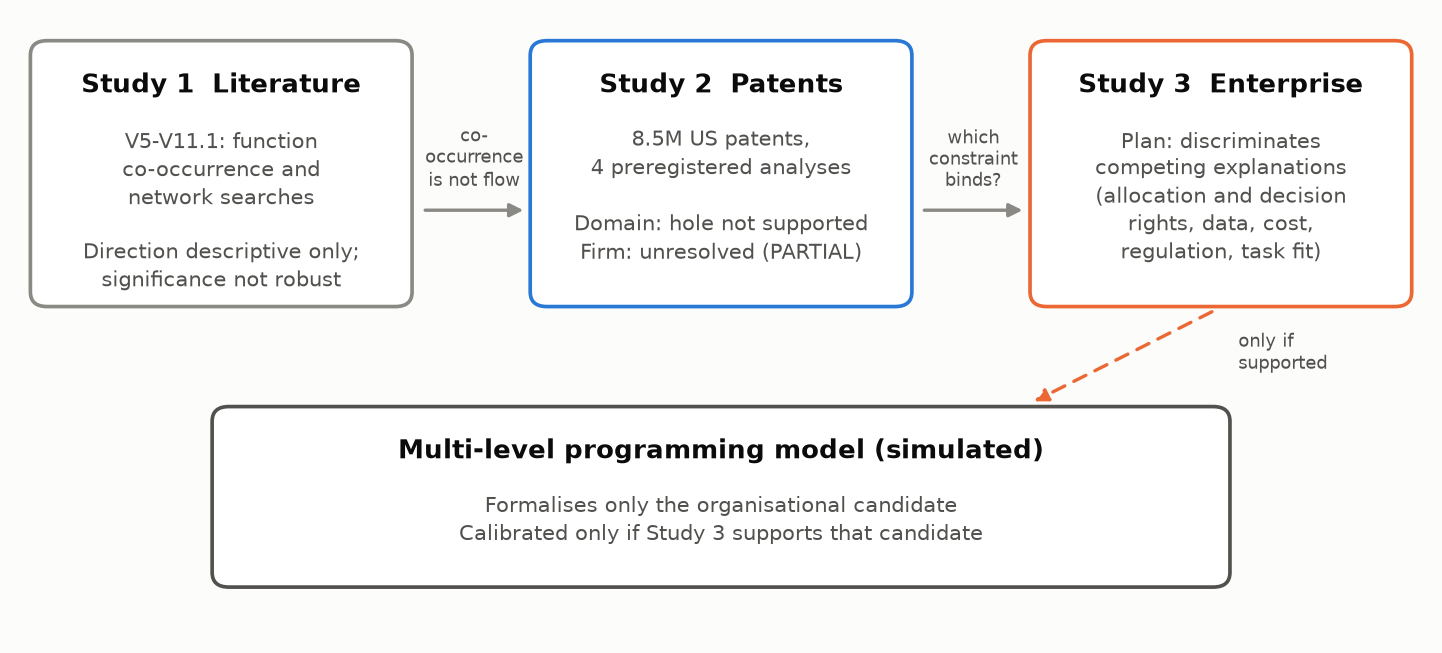 Study 1  Literature
V5-V11.1: function
co-occurrence and
network searches
Direction descriptive only;
significance not robust
co-
occurrence
is not flow
Study 2  Patents
8.5M US patents,
4 preregistered analyses
Domain: hole not supported
Firm: unresolved (PARTIAL)
which
constraint
binds?
Study 3  Enterprise
Plan: discriminates
competing explanations
(allocation and decision
rights, data, cost,
regulation, task fit)
only if
supported
Multi-level programming model (simulated)
Formalises only the organisational candidate
Calibrated only if Study 3 supports that candidate